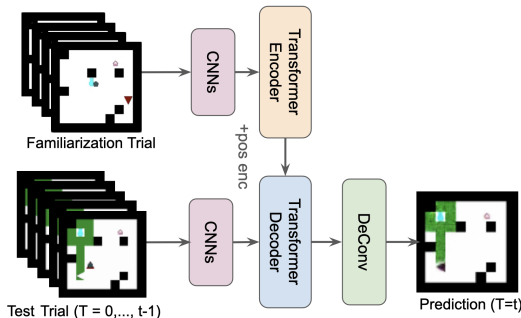 Familiarization Trial
CNNs
Transformer
Encoder
+pos enc
Test Trial (T = 0,..., t-1)
CNNs
Transformer
Decoder
DeConv
Prediction (T=t)